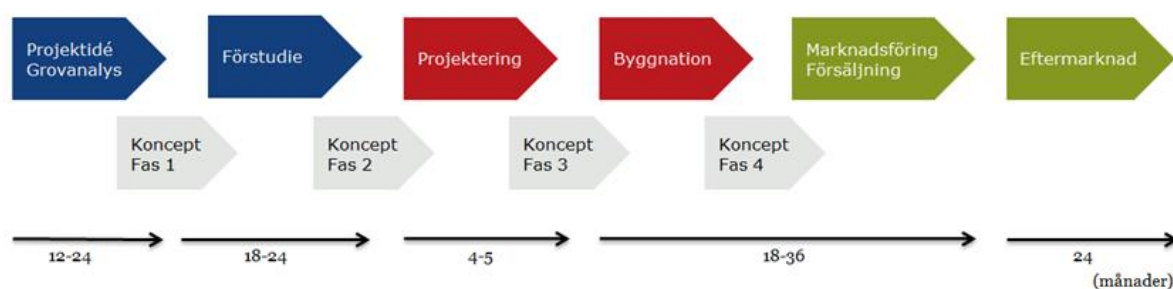 Projektidé
Grovanalys
Förstudie
Projektering
Byggnation
Marknadsföring
Försäljning
Eftermarknad
Koncept
Fas 1
Koncept
Fas 2
Koncept
Fas 3
Koncept
Fas 4
12-24
18-24
4-5
18-36
24
(månader)